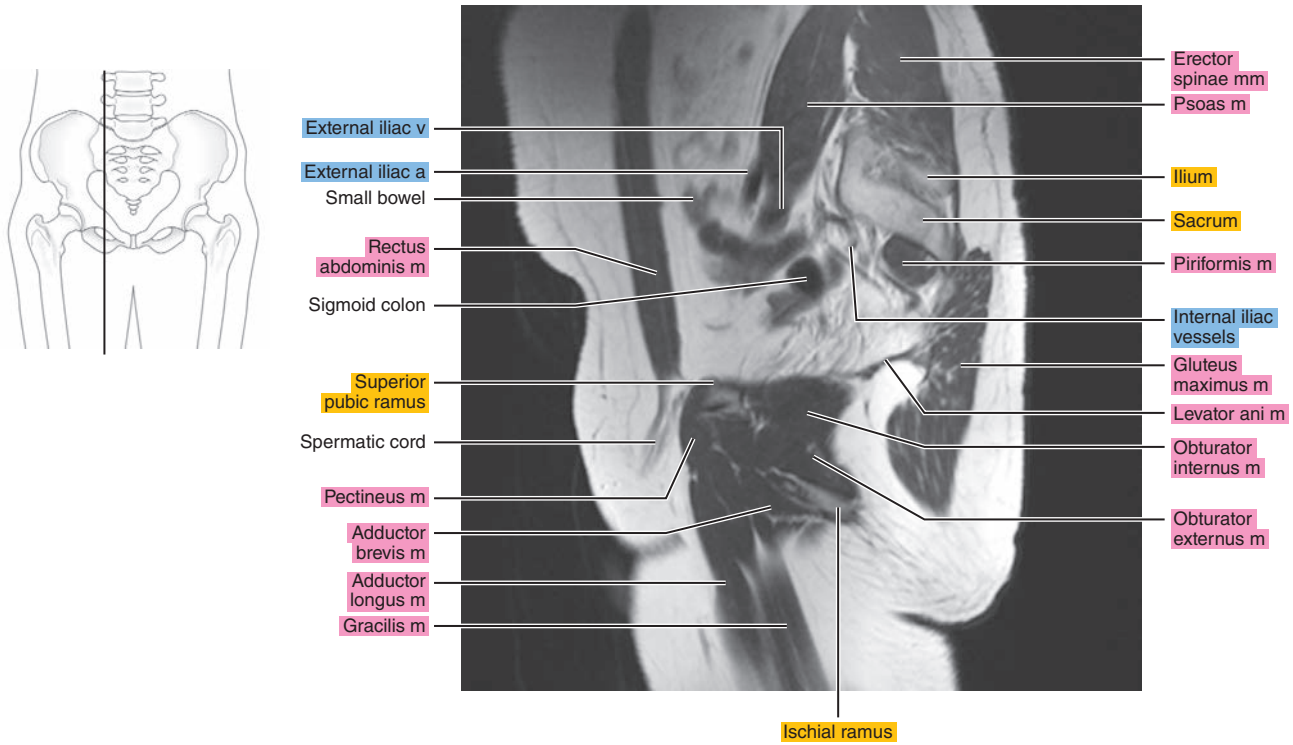 External iliac v
External iliac a
Small bowel
Rectus
abdominis m
Sigmoid colon
Superior
pubic ramus
Spermatic cord
Pectineus m
Adductor
brevis m
Adductor
longus m
Gracilis m
Erector
spinae mm
Psoas m
Ilium
Sacrum
Piriformis m
Internal iliac
vessels
Gluteus
maximus m
Levator ani m
Obturator
internus m
Obturator
externus m
Ischial ramus